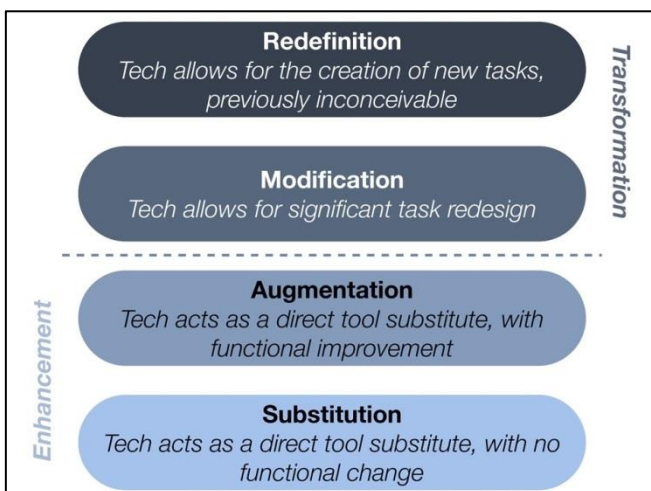 Redefinition
Tech allows for the creation of new tasks,
previously inconceivable
Transformation
Modification
Tech allows for significant task redesign
Augmentation
Tech acts as a direct tool substitute, with
functional improvement
Enhancement
Substitution
Tech acts as a direct tool substitute, with no
functional change